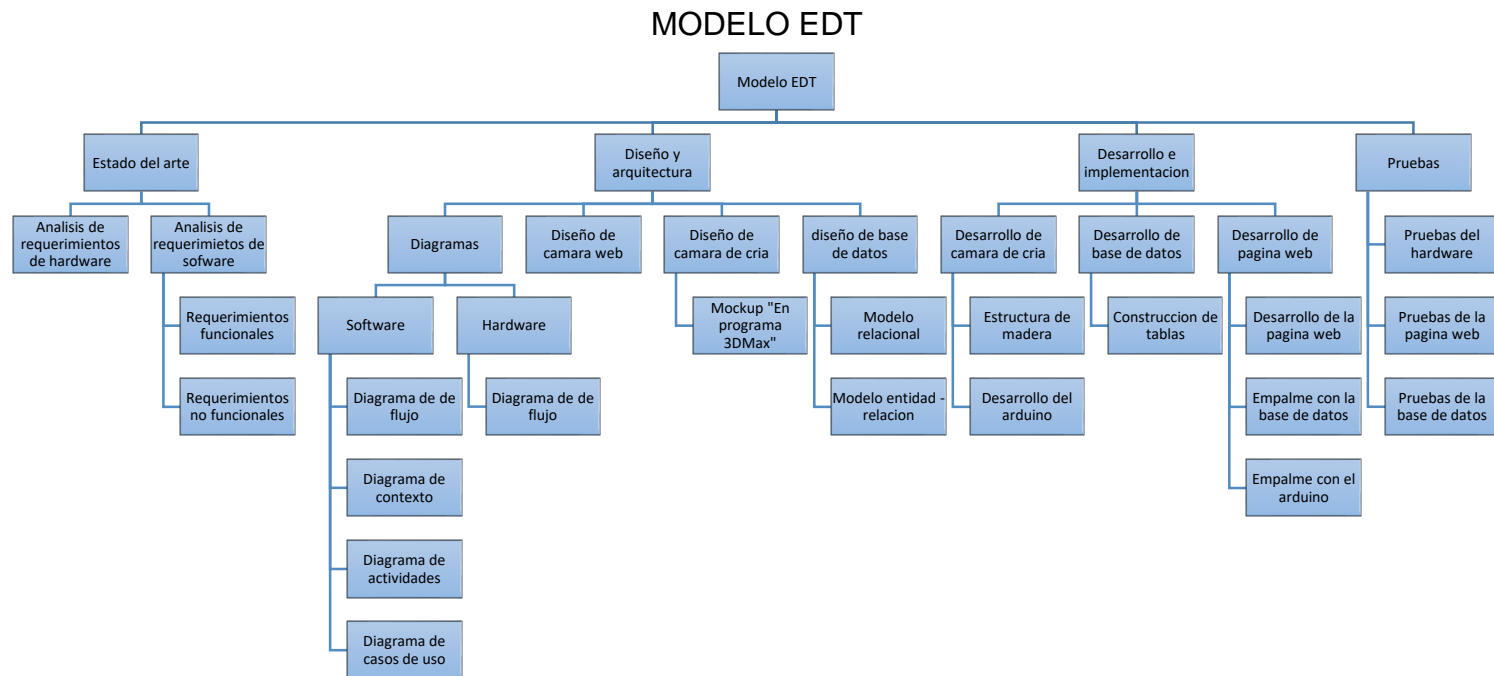 MODELO EDT
Modelo EDT
Estado del arte
Diseño y
arquitectura
Desarrollo e
implementacion
Pruebas
Analisis de
requerimientos
de hardware
Analisis de
requerimietos de
sofware
Diagramas
Diseño de
camara web
Diseño de
camara de cria
diseño de base
de datos
Desarrollo de
camara de cria
Desarrollo de
base de datos
Desarrollo de
pagina web
Pruebas del
hardware
Requerimientos
funcionales
Software
Hardware
Mockup "En
programa
3DMax"
Modelo
relacional
Estructura de
madera
Construccion de
tablas
Desarrollo de la
pagina web
Pruebas de la
pagina web
Requerimientos
no funcionales
Diagrama de de
flujo
Diagrama de de
flujo
Modelo entidad -
relacion
Desarrollo del
arduino
Empalme con la
base de datos
Pruebas de la
base de datos
Diagrama de
contexto
Empalme con el
arduino
Diagrama de
actividades
Diagrama de
casos de uso